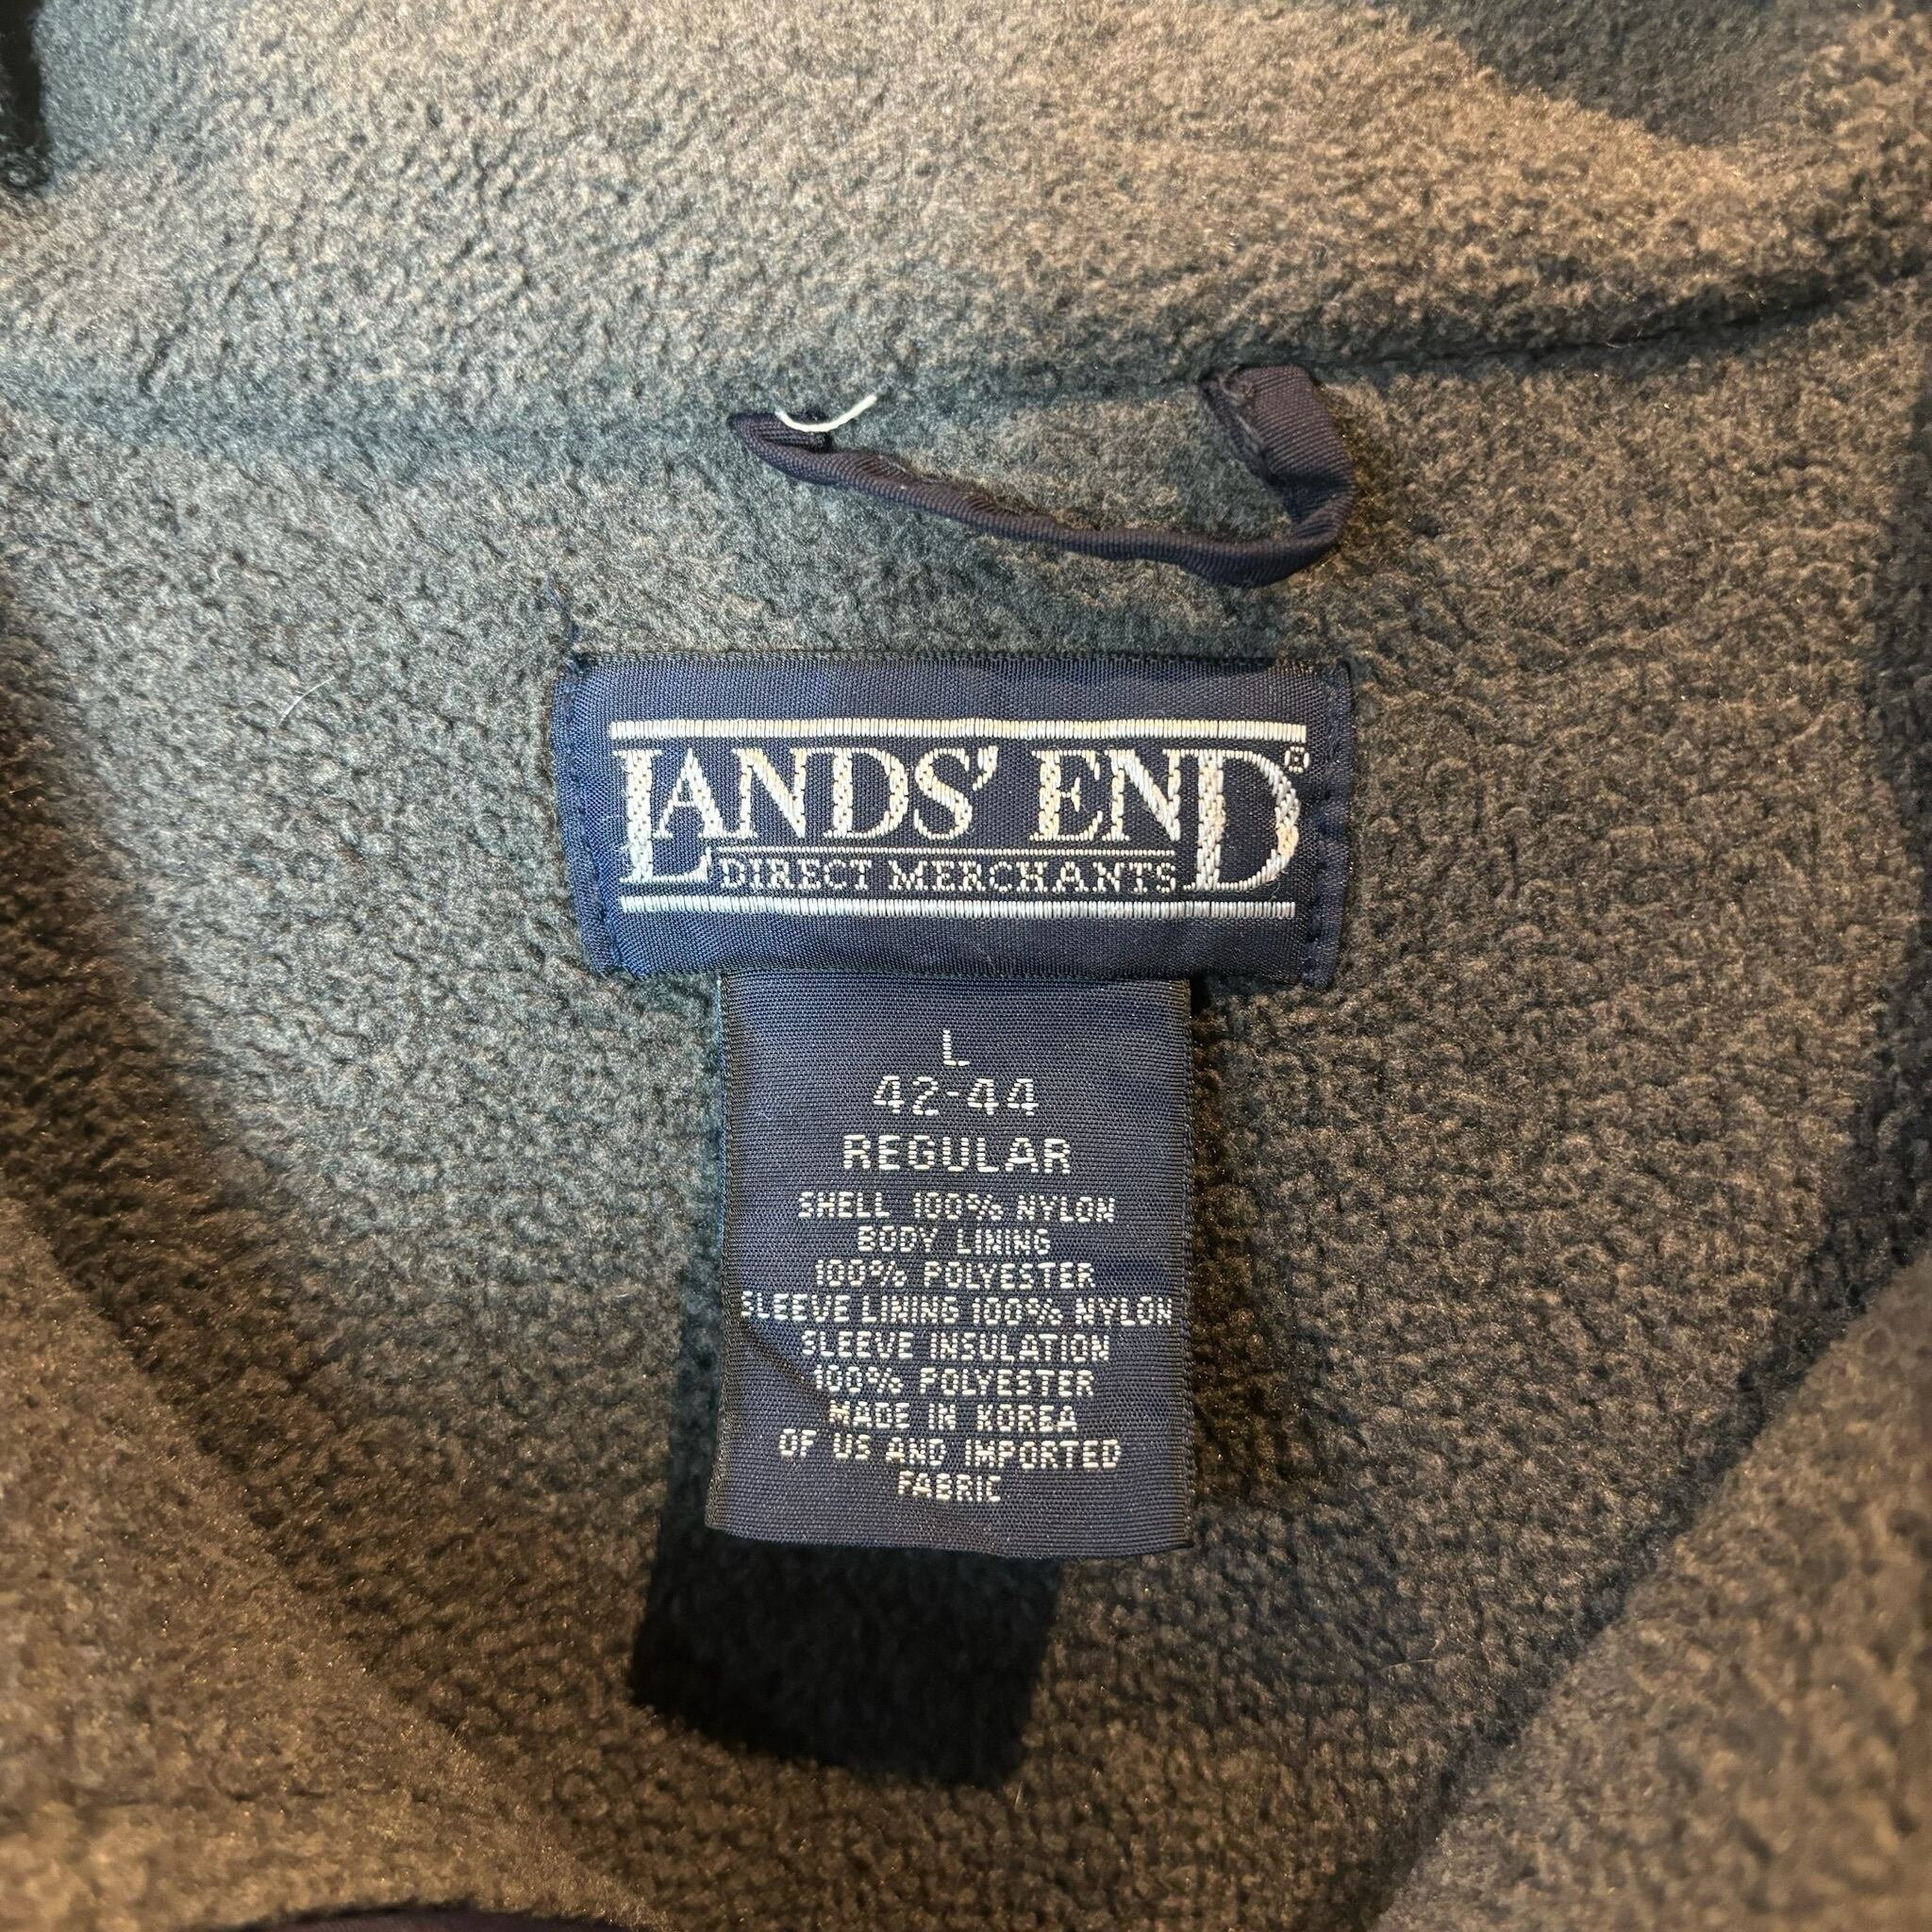 LANDS' END®
DIRECT MERCHANTS
L
42-44
REGULAR
SHELL 100% NYLON
BODY LINING
100% POLYESTER
SLEEVE LINING 100% NYLON
SLEEVE INSULATION
100% POLYESTER
MADE IN KOREA
OF US AND IMPORTED
FABRIC